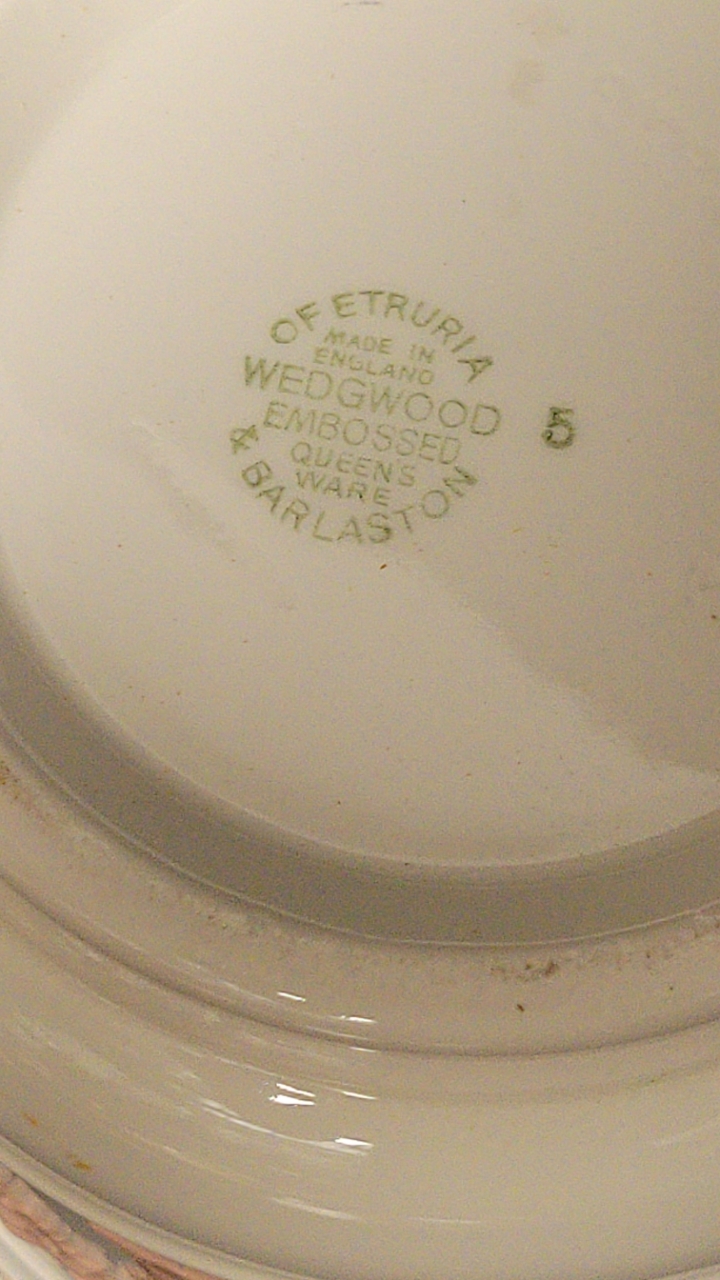 OF ETRURIA
MADE IN
ENGLAND
WEDGWOOD
EMBOSSED
QUEEN'S
WARE
& BARLASTON
5